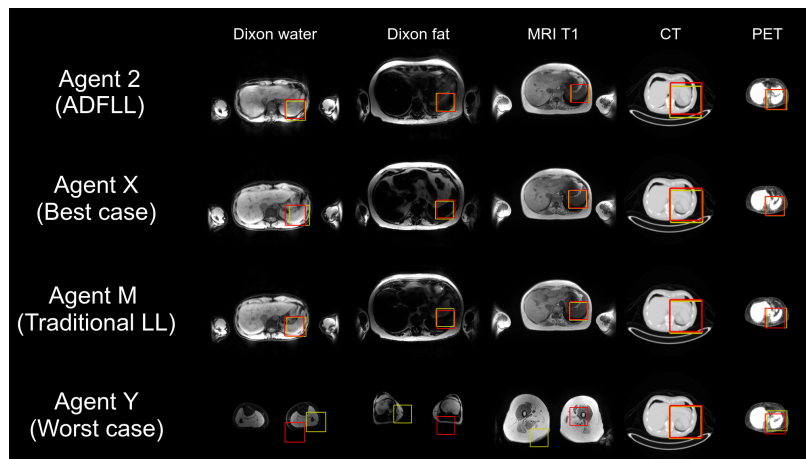 Dixon water Dixon fat MRI T1 CT PET
Agent 2
(ADFLL)
Agent X
(Best case)
Agent M
(Traditional LL)
Agent Y
(Worst case)